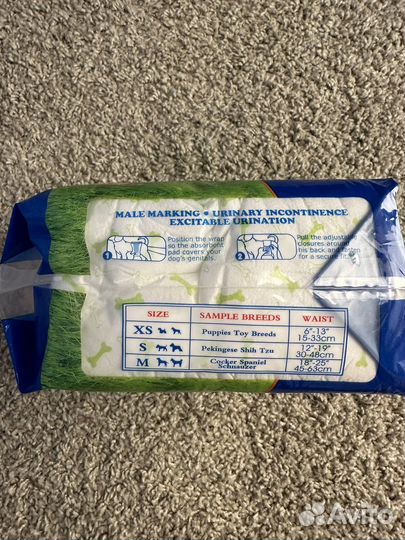 MALE MARKING • URINARY INCONTINENCE
EXCITABLE URINATION
1
Position the wrap
so the absorbent
pad covers your
dog's genitals.
2
Pull the adjustable
closures around
his back and fasten
for a secure fit.
SIZE SAMPLE BREEDS WAIST
XS Puppies Toy Breeds 6"-13"
15-33cm
S Pekingese Shih Tzu 12"-19"
30-48cm
M Cocker Spaniel
Schnauzer 18"-25"
45-63cm
Avito